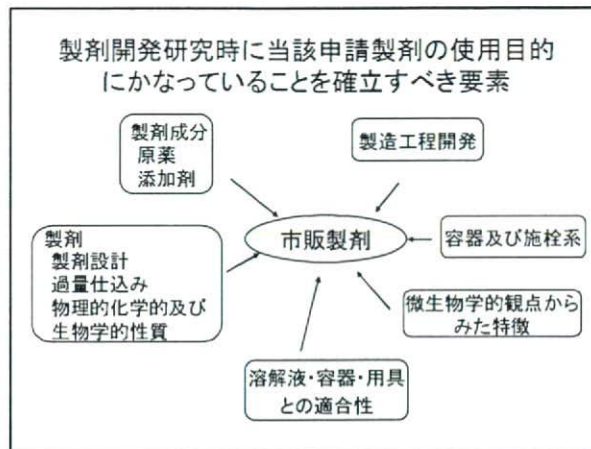 製剤開発研究時に当該申請製剤の使用目的
にかなっていることを確立すべき要素
製剤成分
原薬
添加剤
製造工程開発
市販製剤
製剤
製剤設計
過量仕込み
物理的化学的及び
生物学的性質
容器及び施栓系
微生物学的観点から
みた特徴
溶解液・容器・用具
との適合性